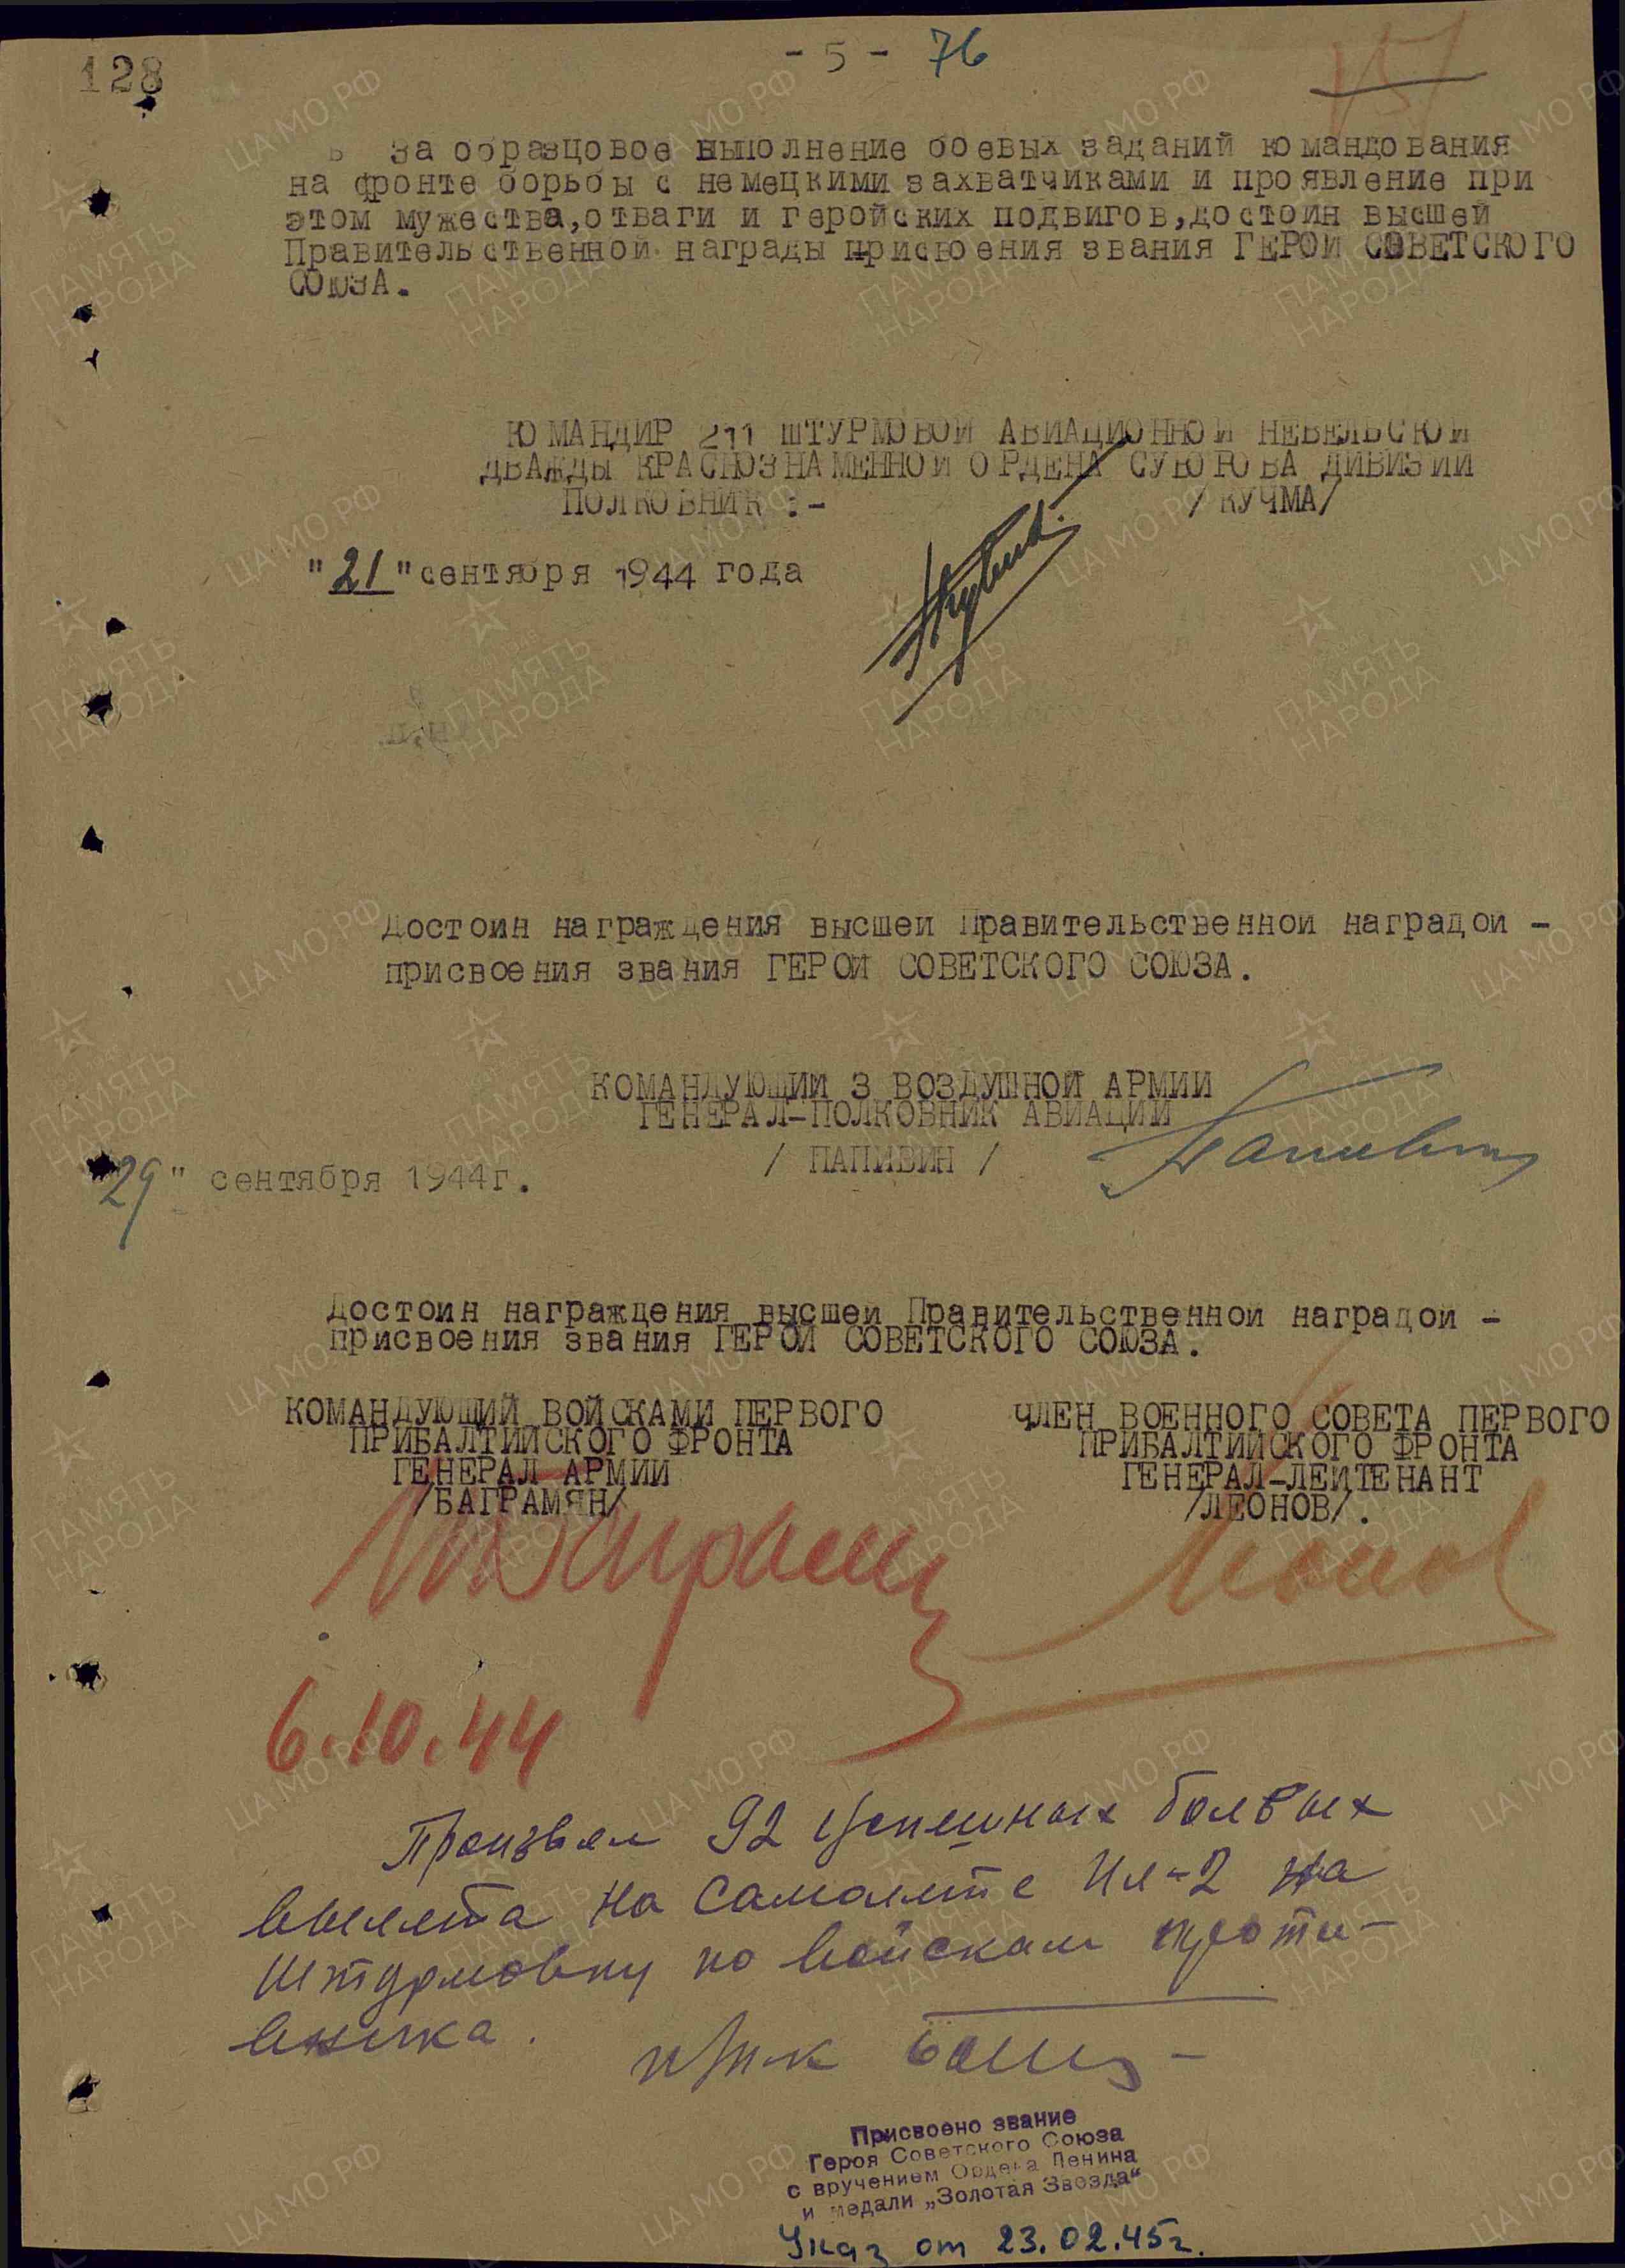 128
- 5 - 76
За образцовое выполнение боевых заданий командования
на фронте борьбы с немецкими захватчиками и проявление при
этом мужества,отваги и геройских подвигов,достоин высшей
Правительственной награды присвоения звания ГЕРОЙ СОВЕТСКОГО
СОЮЗА.
КОМАНДИР 211 ШТУРМОВОЙ АВИАЦИОННОЙ НЕВЕЛЬСКОЙ
ДВАЖДЫ КРАСНОЗНАМЕННОЙ ОРДЕНА СУВОРОВА ДИВИЗИИ
ПОЛКОВНИК :- /КУЧМА/
"21" сентября 1944 года
Достоин награждения высшей Правительственной наградой -
присвоения звания ГЕРОЙ СОВЕТСКОГО СОЮЗА.
КОМАНДУЮЩИЙ 3 ВОЗДУШНОЙ АРМИИ
ГЕНЕРАЛ-ПОЛКОВНИК АВИАЦИИ
/ ПАПИВИН /
29" сентября 1944г.
Достоин награждения высшей Правительственной наградой -
присвоения звания ГЕРОЙ СОВЕТСКОГО СОЮЗА.
КОМАНДУЮЩИЙ ВОЙСКАМИ ПЕРВОГО
ПРИБАЛТИЙСКОГО ФРОНТА
ГЕНЕРАЛ АРМИИ
/БАГРАМЯН/
ЧЛЕН ВОЕННОГО СОВЕТА ПЕРВОГО
ПРИБАЛТИЙСКОГО ФРОНТА
ГЕНЕРАЛ-ЛЕЙТЕНАНТ
/ЛЕОНОВ/.
6.10.44
Произвел 92 успешных боевых
вылета на самолете Ил-2 на
штурмовку по войскам проти-
вника.
п/п-к
Присвоено звание
Героя Советского Союза
с вручением Ордена Ленина
и медали „Золотая Звезда"
Указ от 23.02.45г.